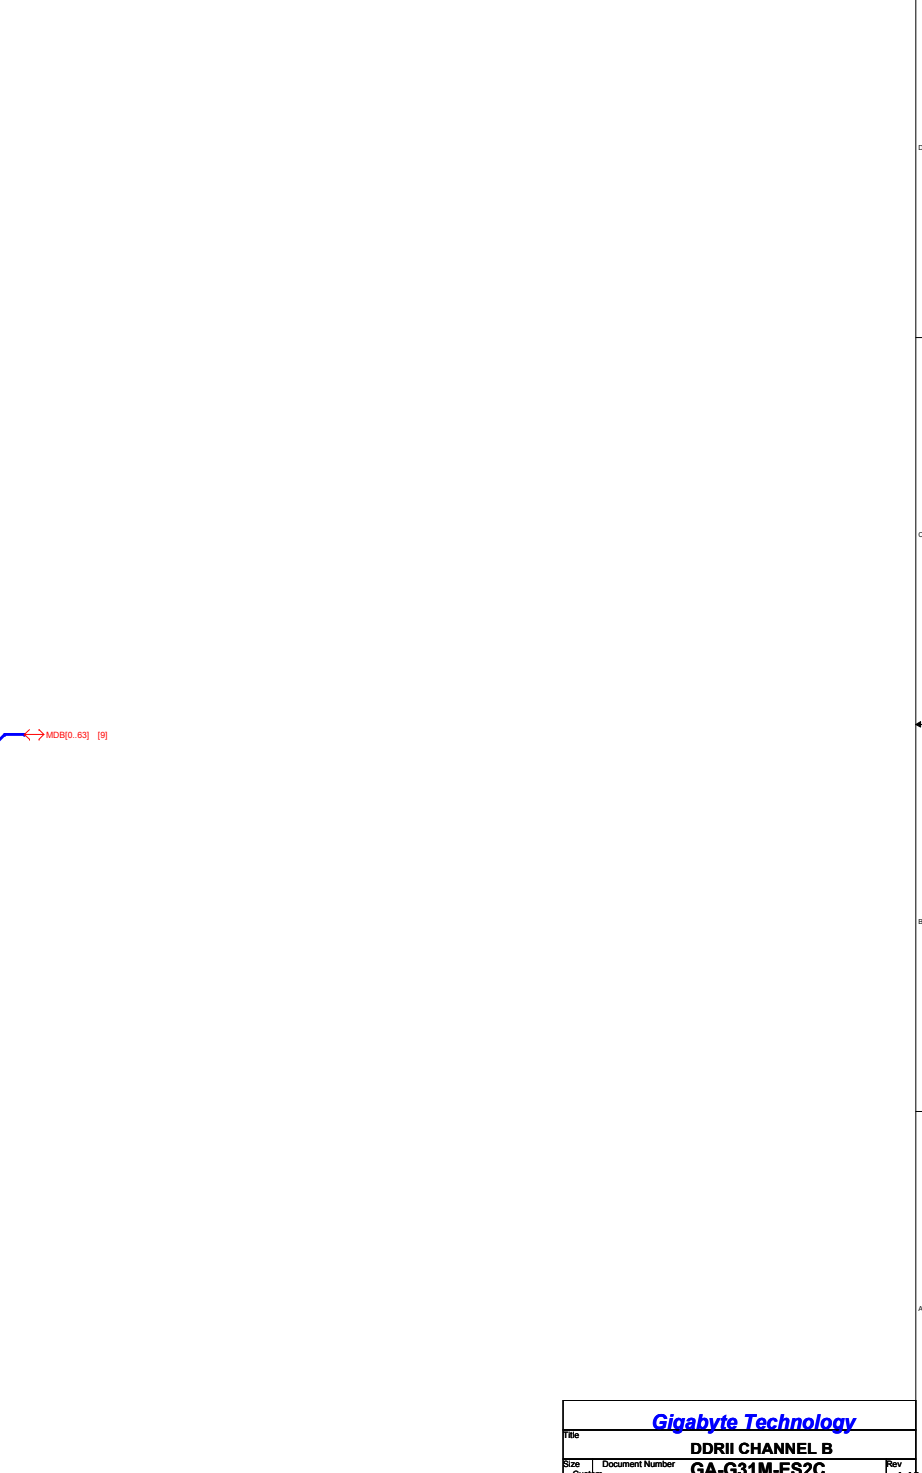 D
C
MDB[0..63] [9]
B
A
Gigabyte Technology
Title
DDRII CHANNEL B
Size Document Number Rev
GA-G31M-ES2C